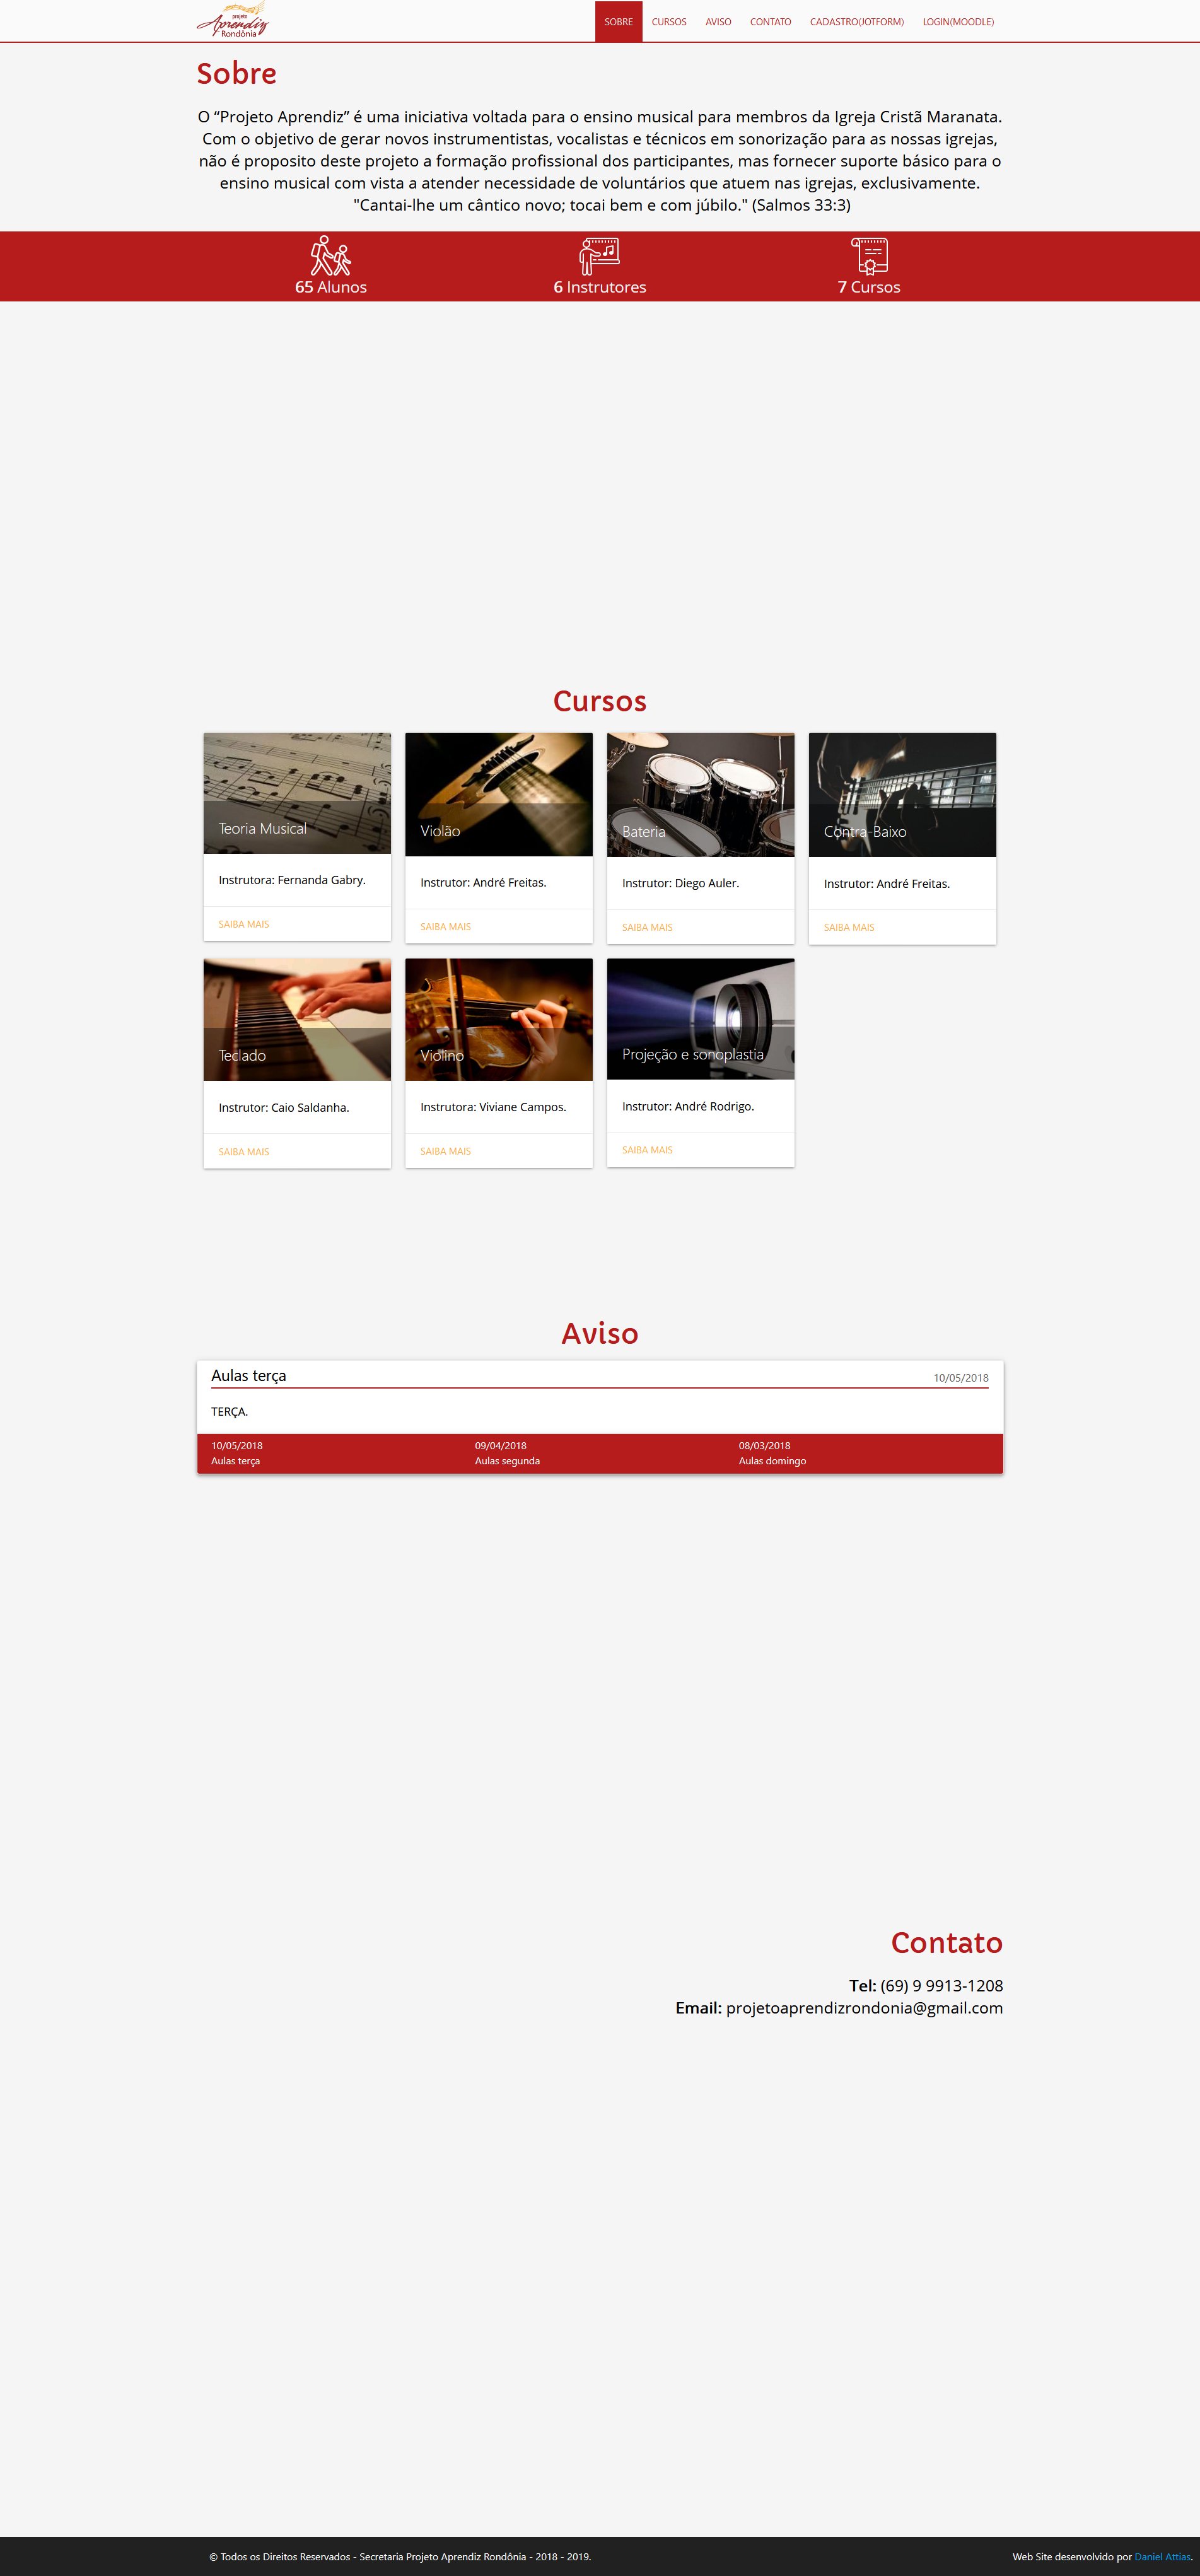 projeto
Aprendiz
Rondônia
SOBRE
CURSOS
AVISO
CONTATO
CADASTRO(JOTFORM)
LOGIN(MOODLE)
Sobre
O “Projeto Aprendiz” é uma iniciativa voltada para o ensino musical para membros da Igreja Cristã Maranata.
Com o objetivo de gerar novos instrumentistas, vocalistas e técnicos em sonorização para as nossas igrejas,
não é proposito deste projeto a formação profissional dos participantes, mas fornecer suporte básico para o
ensino musical com vista a atender necessidade de voluntários que atuem nas igrejas, exclusivamente.
"Cantai-lhe um cântico novo; tocai bem e com júbilo." (Salmos 33:3)
65 Alunos
6 Instrutores
7 Cursos
Cursos
Teoria Musical
Instrutora: Fernanda Gabry.
SAIBA MAIS
Violão
Instrutor: André Freitas.
SAIBA MAIS
Bateria
Instrutor: Diego Auler.
SAIBA MAIS
Contra-Baixo
Instrutor: André Freitas.
SAIBA MAIS
Teclado
Instrutor: Caio Saldanha.
SAIBA MAIS
Violino
Instrutora: Viviane Campos.
SAIBA MAIS
Projeção e sonoplastia
Instrutor: André Rodrigo.
SAIBA MAIS
Aviso
Aulas terça
10/05/2018
TERÇA.
10/05/2018
Aulas terça
09/04/2018
Aulas segunda
08/03/2018
Aulas domingo
Contato
Tel: (69) 9 9913-1208
Email: projetoaprendizrondonia@gmail.com
© Todos os Direitos Reservados - Secretaria Projeto Aprendiz Rondônia - 2018 - 2019.
Web Site desenvolvido por Daniel Attias.